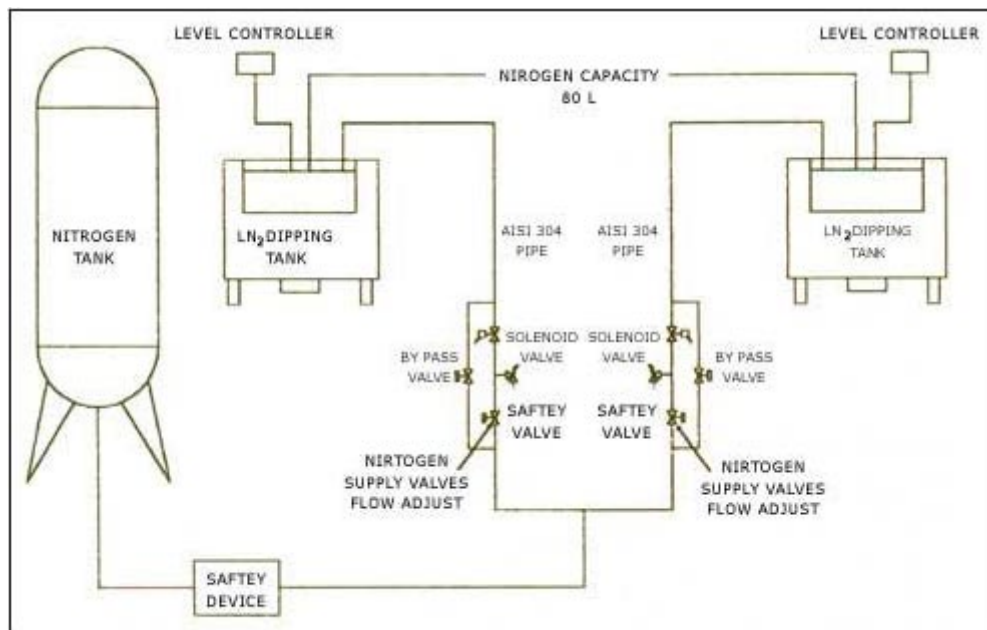 LEVEL CONTROLLER
LEVEL CONTROLLER
NIROGEN CAPACITY
80 L
NITROGEN
TANK
LN2DIPPING
TANK
AISI 304
PIPE
AISI 304
PIPE
LN2DIPPING
TANK
BY PASS
VALVE
SOLENOID
VALVE
SOLENOID
VALVE
BY PASS
VALVE
SAFTEY
VALVE
SAFTEY
VALVE
NIRTOGEN
SUPPLY VALVES
FLOW ADJUST
NIRTOGEN
SUPPLY VALVES
FLOW ADJUST
SAFTEY
DEVICE